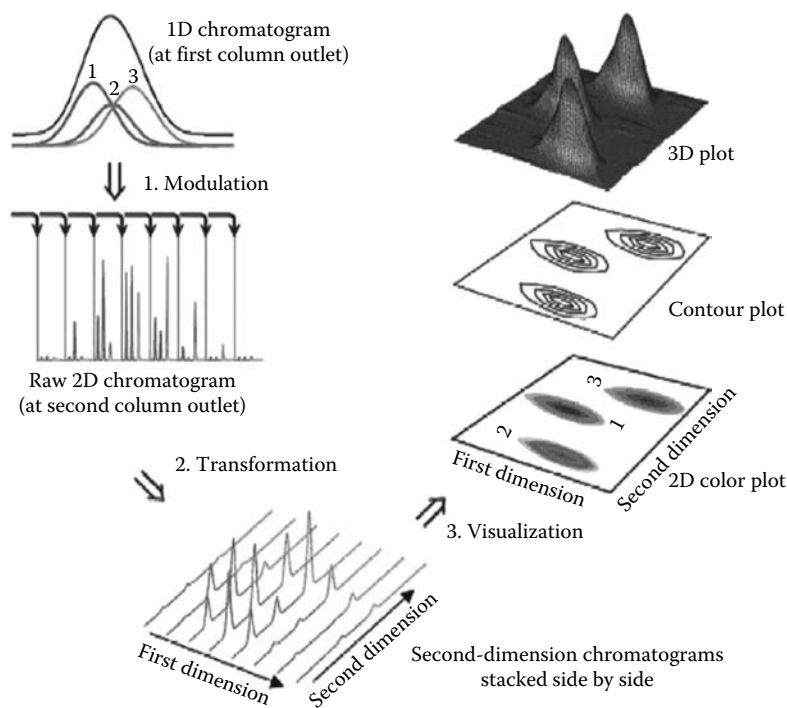 1D chromatogram
(at first column outlet)
1
2
3
1. Modulation
Raw 2D chromatogram
(at second column outlet)
2. Transformation
First dimension
Second dimension
Second-dimension chromatograms
stacked side by side
3. Visualization
3D plot
Contour plot
3
1
2
First dimension
Second dimension
2D color plot